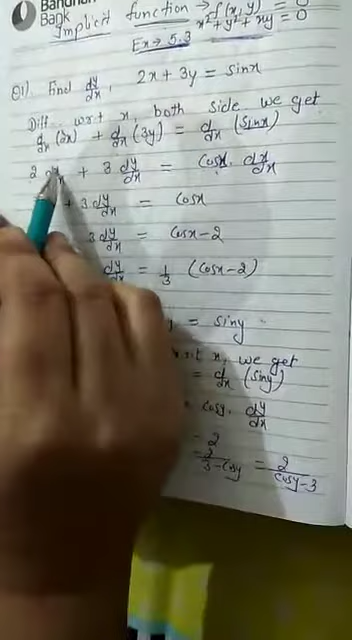 Bandhan
Bank
Implicit function → f(x, y) = 0
x² + y² + xy = 0
Ex → 5.3
Q1) Find dy/dx, 2x + 3y = sinx
Diff. w.r.t x, both side we get
d/dx (2x) + d/dx (3y) = d/dx (sinx)
2 dx/dx + 3 dy/dx = cosx. dx/dx
+ 3 dy/dx = cosx
3 dy/dx = cosx - 2
dy/dx = 1/3 (cosx - 2)
= siny
x, we get
= d/dx (siny)
= cosy. dy/dx
- 2
-2/3-cosy = 2/cosy-3